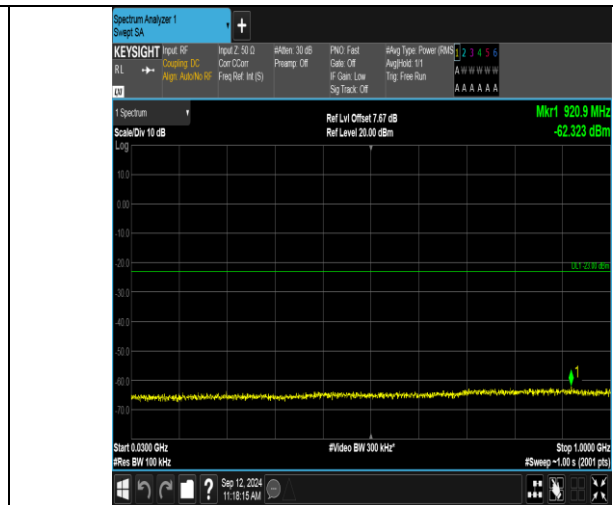 Spectrum Analyzer 1
Swept SA
+
KEYSIGHT Input: RF Input Z: 50 Ω #Atten: 30 dB PNO: Fast #Avg Type: Power (RMS 1 2 3 4 5 6
RL Coupling: DC Corr CCorr Preamp: Off Gate: Off Avg|Hold: 1/1 A W W W W W
Align: Auto/No RF Freq Ref: Int (S) IF Gain: Low Trig: Free Run
LXI Sig Track: Off A A A A A A
1 Spectrum Ref Lvl Offset 7.67 dB Mkr1 920.9 MHz
Scale/Div 10 dB Ref Level 20.00 dBm -62.323 dBm
Log
10.0
0.00
-10.0
-20.0
DL1 -23.00 dBm
-30.0
-40.0
-50.0
1
-60.0
-70.0
Start 0.0300 GHz #Video BW 300 kHz* Stop 1.0000 GHz
#Res BW 100 kHz #Sweep ~1.00 s (2001 pts)
? Sep 12, 2024
11:18:15 AM